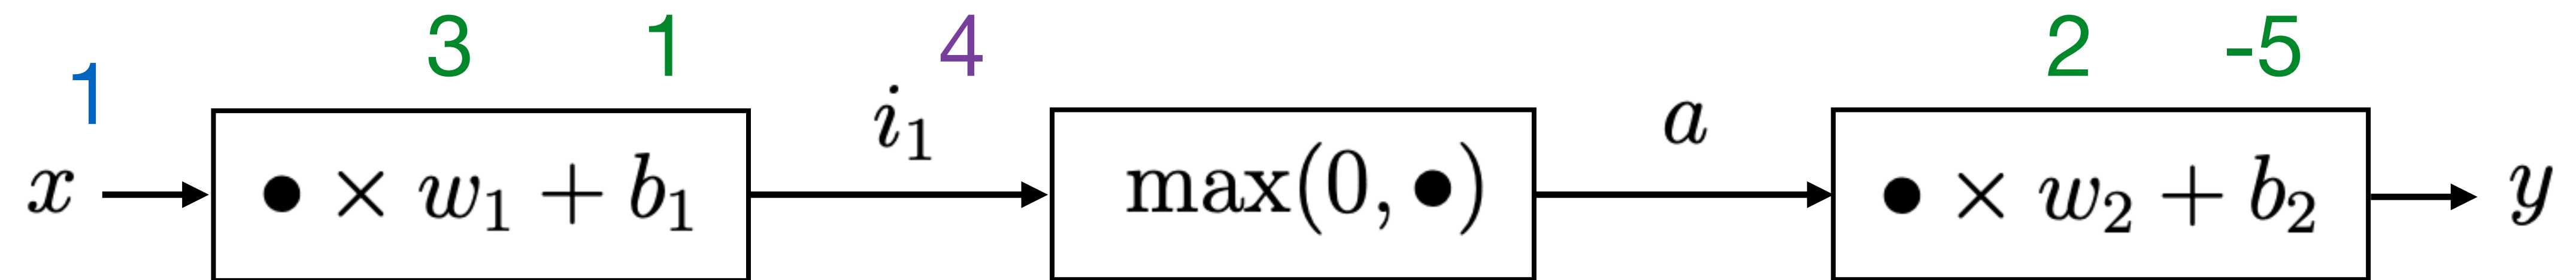 3 1 4 2 -5
1 i₁ a
x • × w₁ + b₁ max(0, •) • × w₂ + b₂ y